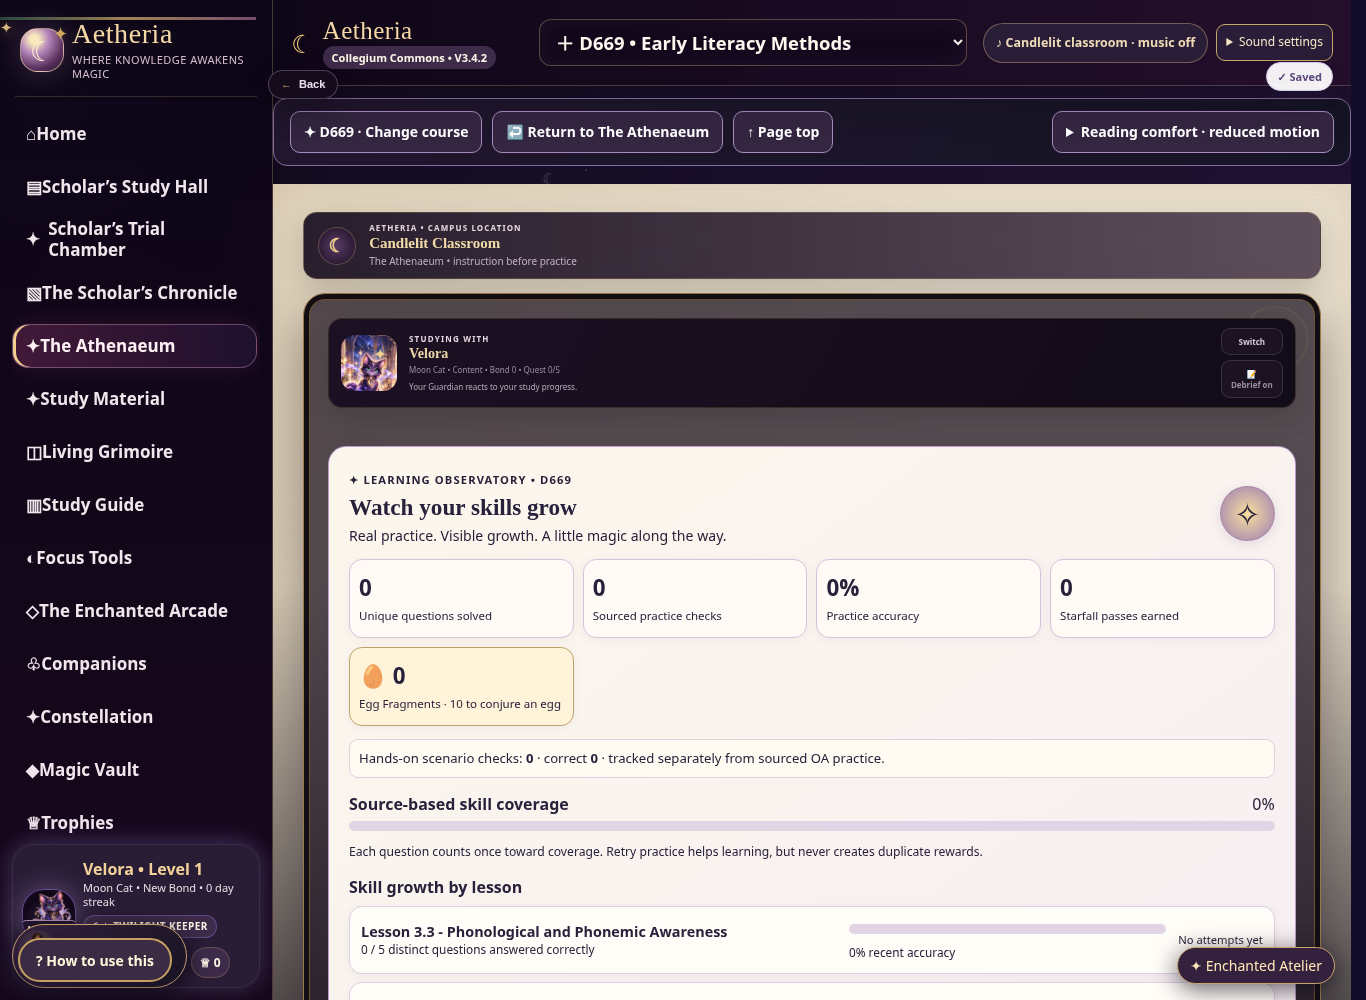 Aetheria
WHERE KNOWLEDGE AWAKENS
MAGIC
Home
Scholar’s Study Hall
Scholar’s Trial
Chamber
The Scholar’s Chronicle
The Athenaeum
Study Material
Living Grimoire
Study Guide
Focus Tools
The Enchanted Arcade
Companions
Constellation
Magic Vault
Trophies
Velora • Level 1
Moon Cat • New Bond • 0 day
streak
KEEPER
? How to use this
♕ 0
Aetheria
Collegium Commons • V3.4.2
← Back
＋ D669 • Early Literacy Methods
♪ Candlelit classroom · music off
▶ Sound settings
✓ Saved
✦ D669 · Change course
↩ Return to The Athenaeum
↑ Page top
▶ Reading comfort · reduced motion
AETHERIA • CAMPUS LOCATION
Candlelit Classroom
The Athenaeum • instruction before practice
STUDYING WITH
Velora
Moon Cat • Content • Bond 0 • Quest 0/5
Your Guardian reacts to your study progress.
Switch
📝
Debrief on
✦ LEARNING OBSERVATORY • D669
Watch your skills grow
Real practice. Visible growth. A little magic along the way.
0
Unique questions solved
0
Sourced practice checks
0%
Practice accuracy
0
Starfall passes earned
🥚 0
Egg Fragments · 10 to conjure an egg
Hands-on scenario checks: 0 · correct 0 · tracked separately from sourced OA practice.
Source-based skill coverage 0%
Each question counts once toward coverage. Retry practice helps learning, but never creates duplicate rewards.
Skill growth by lesson
Lesson 3.3 - Phonological and Phonemic Awareness
0 / 5 distinct questions answered correctly
0% recent accuracy
No attempts yet
✦ Enchanted Atelier